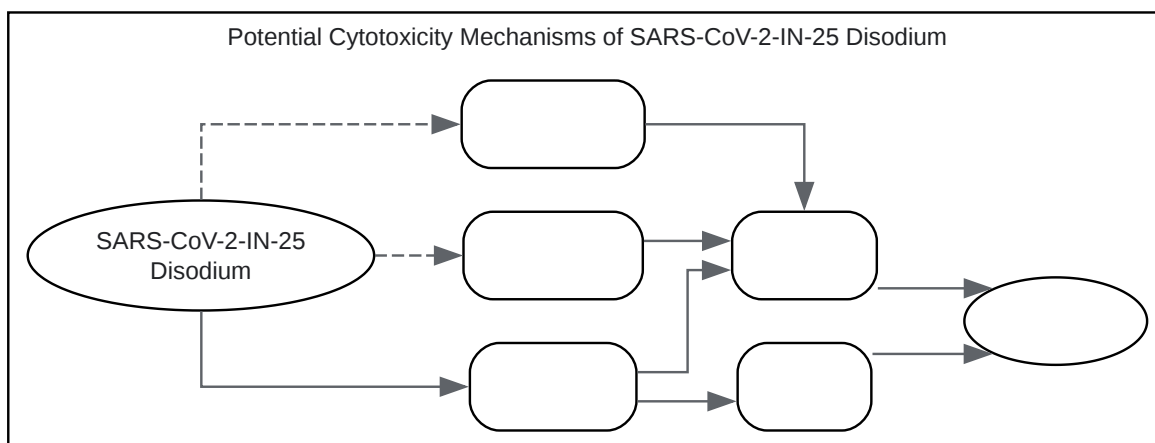 Potential Cytotoxicity Mechanisms of SARS-CoV-2-IN-25 Disodium
SARS-CoV-2-IN-25
Disodium